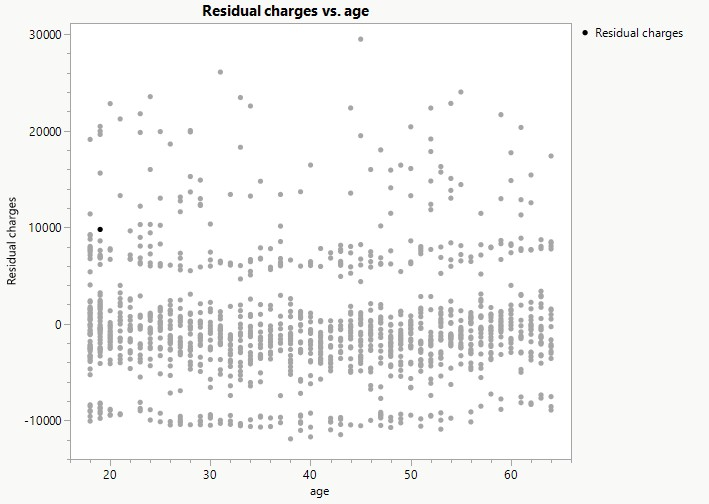 Residual charges vs. age
30000
20000
10000
0
-10000
Residual charges
20
30
40
50
60
age
Residual charges